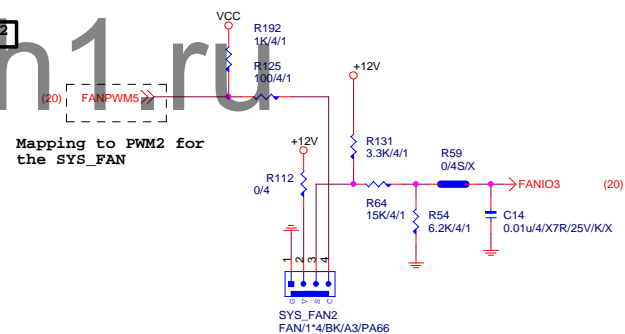 2
h1.ru
VCC
R192
1K/4/1
R125
100/4/1
(20) FANPWM5
Mapping to PWM2 for
the SYS_FAN
+12V
+12V
R131
3.3K/4/1
R112
0/4
R59
0/4S/X
FANIO3 (20)
R64
15K/4/1
R54
6.2K/4/1
C14
0.01u/4/X7R/25V/K/X
1 2 3 4
G V S C
SYS_FAN2
FAN/1*4/BK/A3/PA66